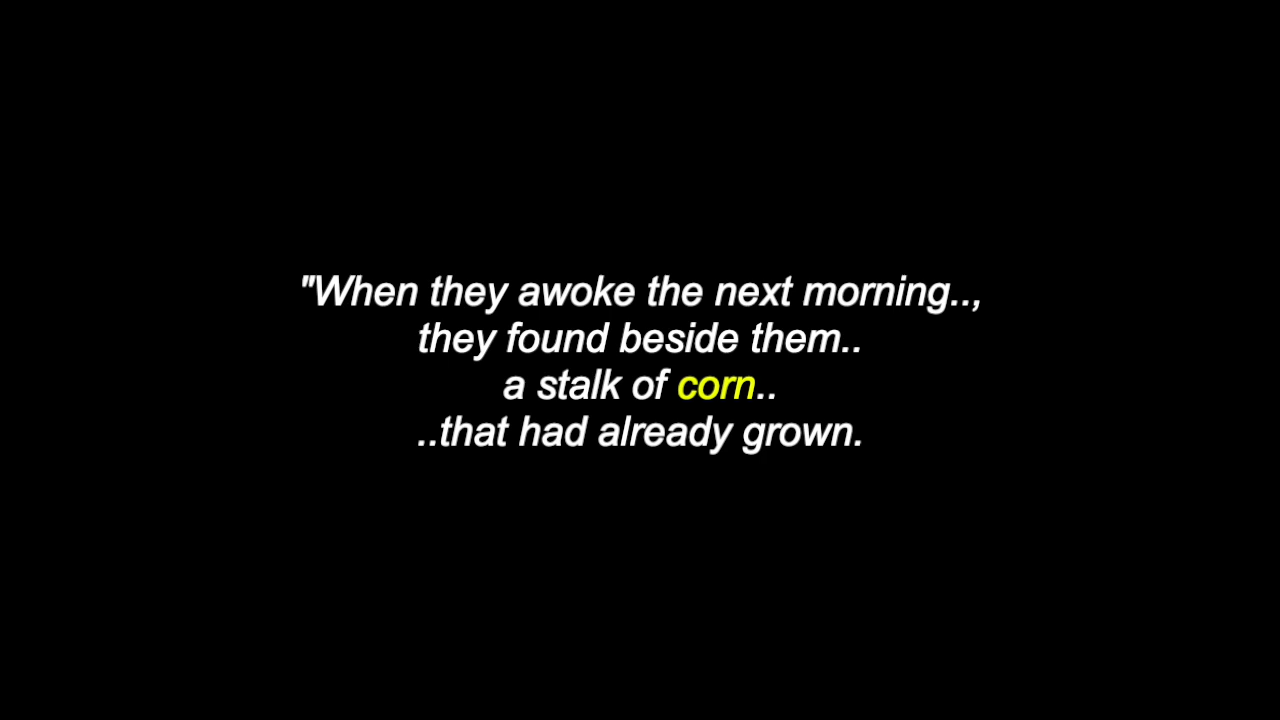 "When they awoke the next morning..,
they found beside them..
a stalk of corn..
..that had already grown.